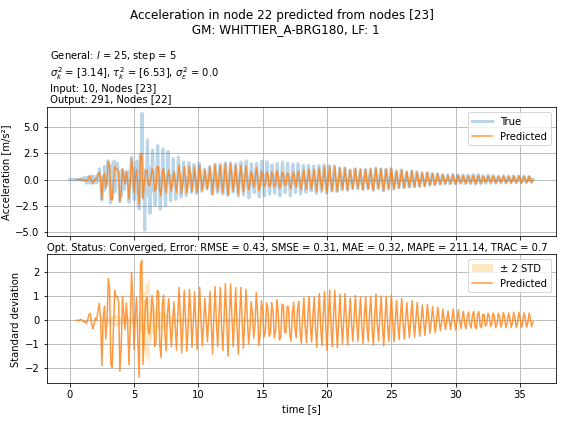 Acceleration in node 22 predicted from nodes [23]
GM: WHITTIER_A-BRG180, LF: 1
General: l = 25, step = 5
σ²ₖ = [3.14], τ²ₖ = [6.53], σ²ε = 0.0
Input: 10, Nodes [23]
Output: 291, Nodes [22]
Acceleration [m/s²]
5.0
2.5
0.0
−2.5
−5.0
True
Predicted
Opt. Status: Converged, Error: RMSE = 0.43, SMSE = 0.31, MAE = 0.32, MAPE = 211.14, TRAC = 0.7
Standard deviation
2
1
0
−1
−2
± 2 STD
Predicted
0 5 10 15 20 25 30 35
time [s]